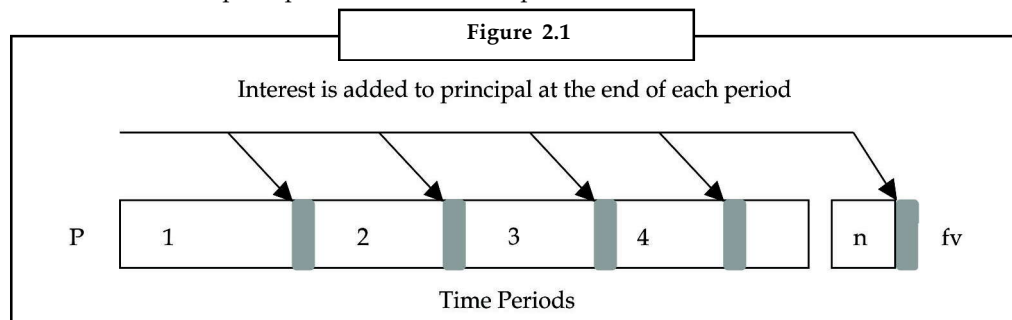 Figure 2.1
Interest is added to principal at the end of each period
P 1 2 3 4 n fv
Time Periods